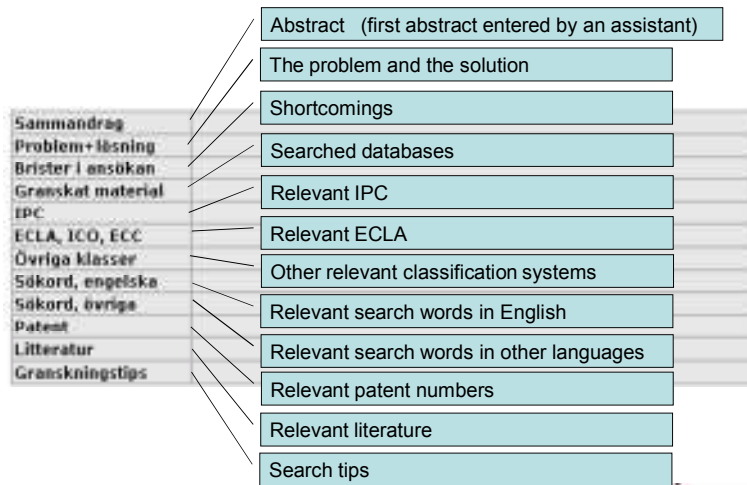 Abstract (first abstract entered by an assistant)
The problem and the solution
Shortcomings
Searched databases
Relevant IPC
Relevant ECLA
Other relevant classification systems
Relevant search words in English
Relevant search words in other languages
Relevant patent numbers
Relevant literature
Search tips
Sammandrag
Problem+lösning
Brister i ansökan
Granskat material
IPC
ECLA, ICO, ECC
Övriga klasser
Sökord, engelska
Sökord, övriga
Patent
Litteratur
Granskningstips